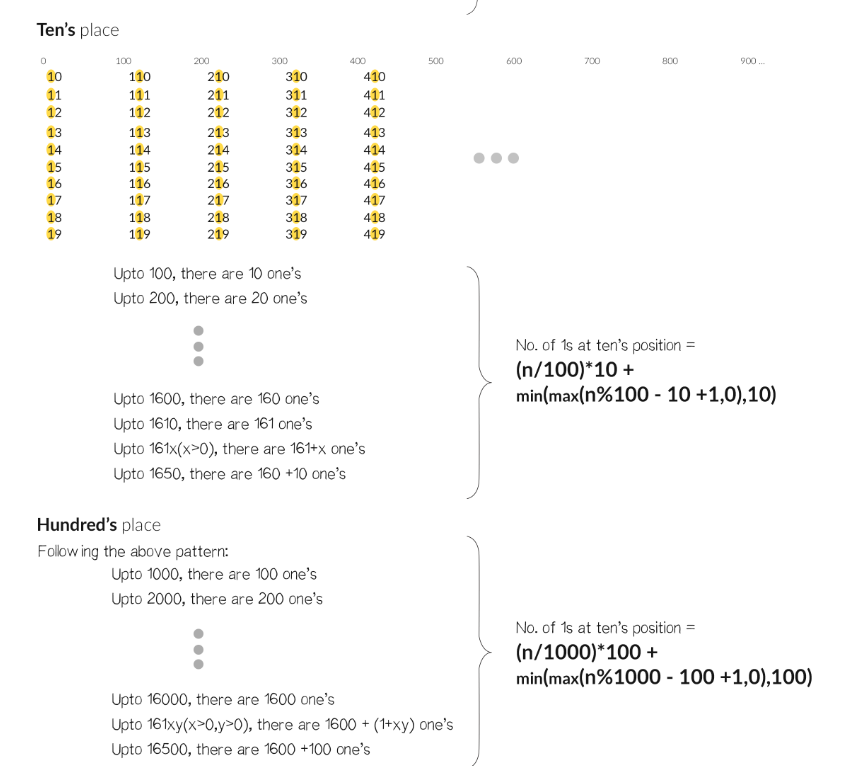 Ten's place
0 100 200 300 400 500 600 700 800 900 ...
10 110 210 310 410
11 111 211 311 411
12 112 212 312 412
13 113 213 313 413
14 114 214 314 414
15 115 215 315 415
16 116 216 316 416
17 117 217 317 417
18 118 218 318 418
19 119 219 319 419
Upto 100, there are 10 one's
Upto 200, there are 20 one's
Upto 1600, there are 160 one's
Upto 1610, there are 161 one's
Upto 161x(x>0), there are 161+x one's
Upto 1650, there are 160 +10 one's
No. of 1s at ten's position =
(n/100)*10 +
min(max(n%100 - 10 +1,0),10)
Hundred's place
Following the above pattern:
Upto 1000, there are 100 one's
Upto 2000, there are 200 one's
Upto 16000, there are 1600 one's
Upto 161xy(x>0,y>0), there are 1600 + (1+xy) one's
Upto 16500, there are 1600 +100 one's
No. of 1s at ten's position =
(n/1000)*100 +
min(max(n%1000 - 100 +1,0),100)